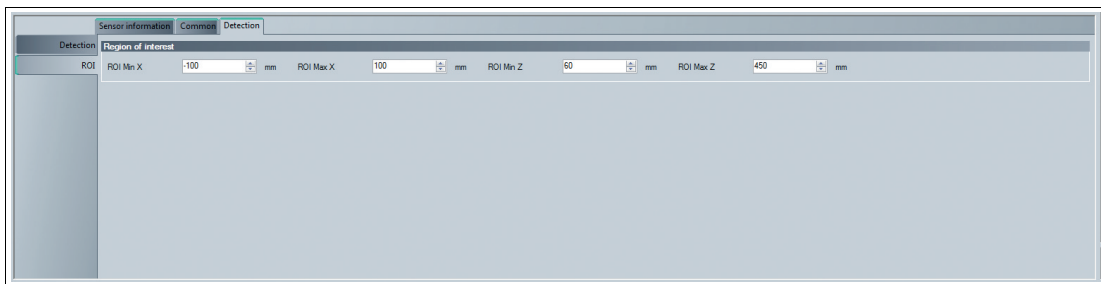 Sensor information Common Detection
Detection Region of interest
ROI ROI Min X -100 mm ROI Max X 100 mm ROI Min Z 60 mm ROI Max Z 450 mm